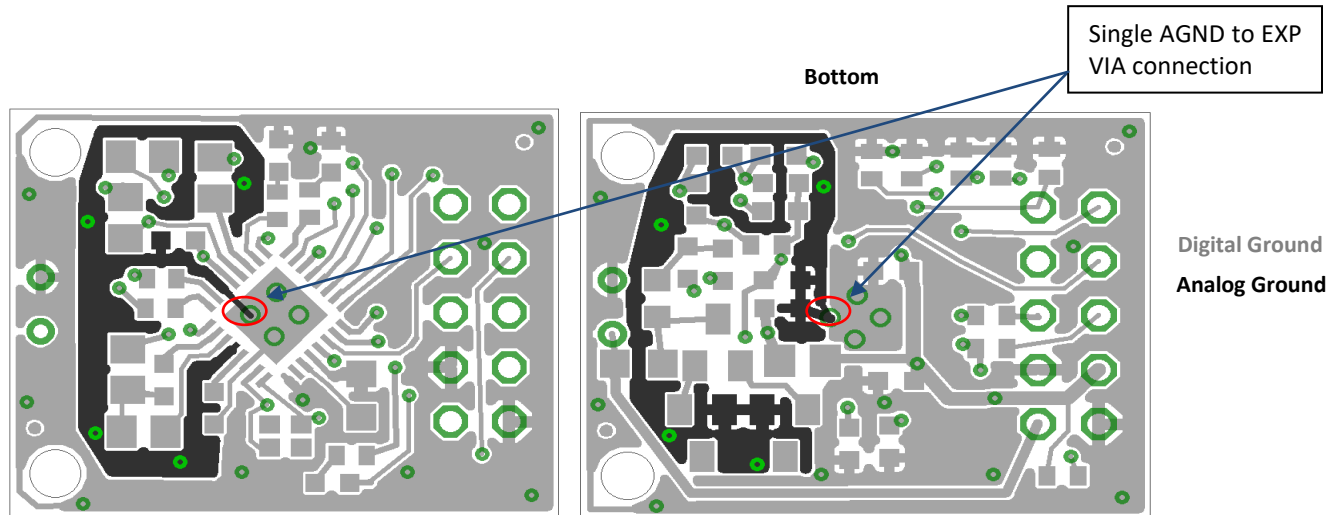 Single AGND to EXP
VIA connection
Bottom
Digital Ground
Analog Ground